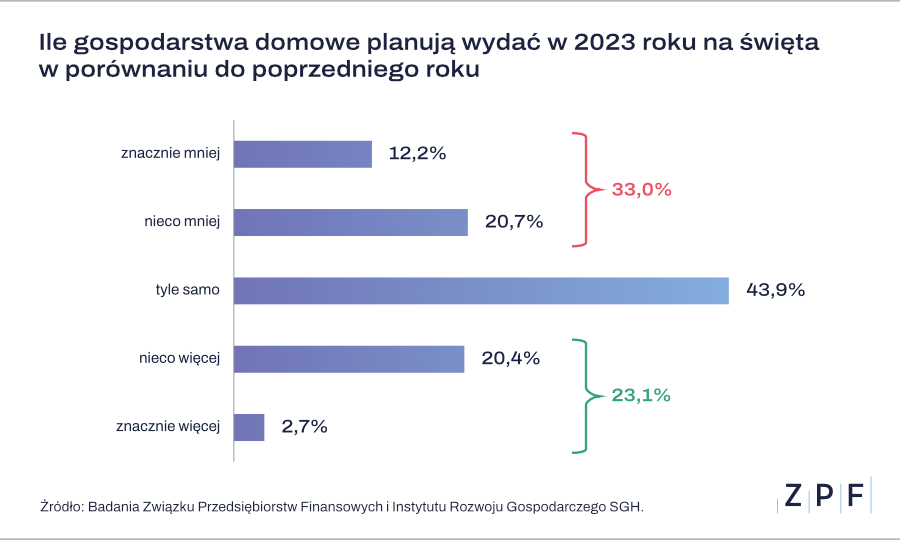 Ile gospodarstwa domowe planują wydać w 2023 roku na święta
w porównaniu do poprzedniego roku
znacznie mniej
12,2%
nieco mniej
20,7%
33,0%
tyle samo
43,9%
nieco więcej
20,4%
23,1%
znacznie więcej
2,7%
Źródło: Badania Związku Przedsiębiorstw Finansowych i Instytutu Rozwoju Gospodarczego SGH.
ZPF